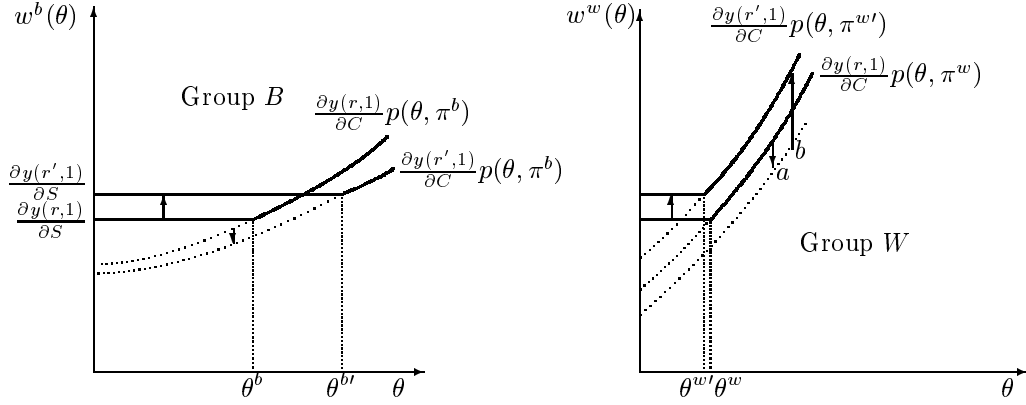 w^b(θ)
Group B
∂y(r,1)/∂C p(θ, π^b)
∂y(r′,1)/∂C p(θ, π^b)
∂y(r′,1)/∂S
∂y(r,1)/∂S
θ^b
θ^b′
θ
w^w(θ)
∂y(r′,1)/∂C p(θ, π^w′)
∂y(r,1)/∂C p(θ, π^w)
b
a
Group W
θ^w′ θ^w
θ